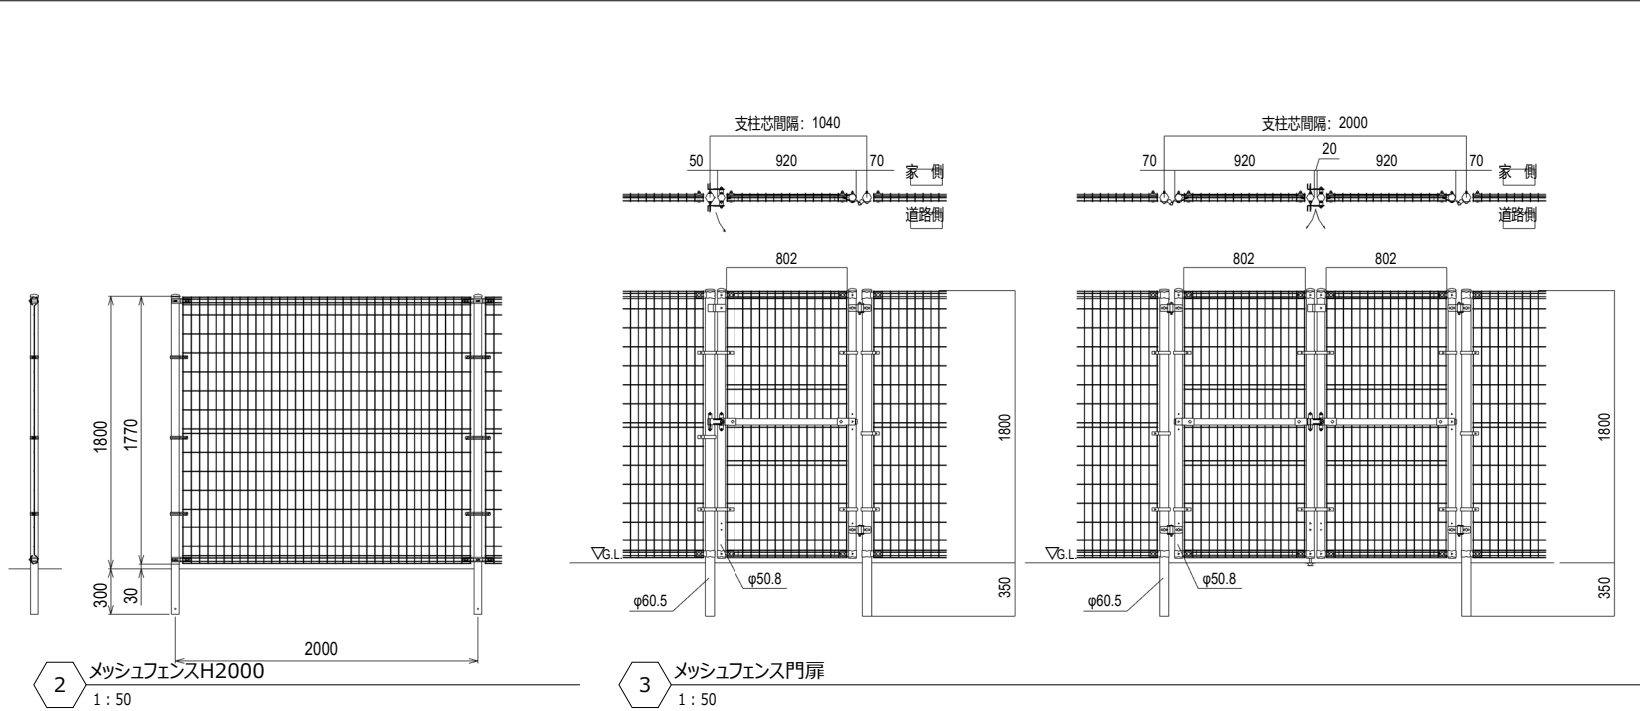 支柱芯間隔：1040
50 920 70
家 側
道路側
802
1800
350
▽G.L.
φ50.8
φ60.5
支柱芯間隔：2000
20
70 920 920 70
家 側
道路側
802 802
1800
350
▽G.L.
φ50.8
φ60.5
1800
1770
300
30
2000
2 メッシュフェンスH2000
1：50
3 メッシュフェンス門扉
1：50